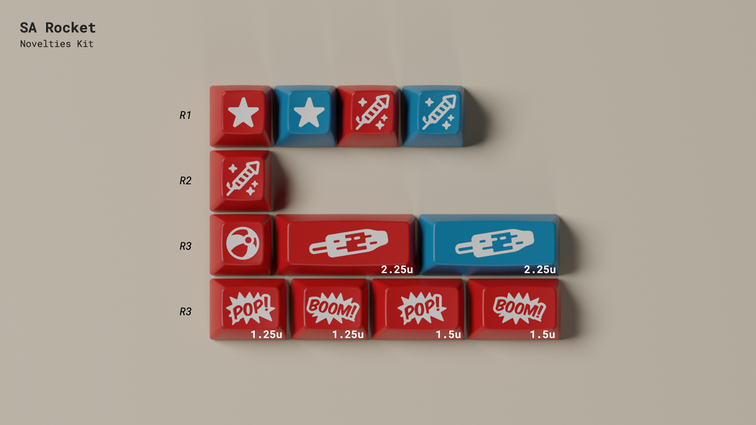 SA Rocket
Novelties Kit
R1
R2
R3
2.25u
2.25u
R3
POP!
BOOM!
POP!
BOOM!
1.25u
1.25u
1.5u
1.5u